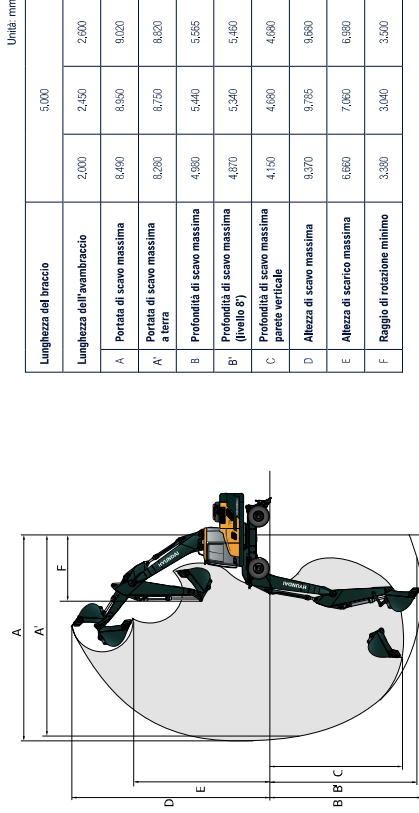 Unità: mm
Lunghezza del braccio 5.000
Lunghezza dell'avambraccio 2.000 2.450 2.600
A Portata di scavo massima 8.490 8.950 9.020
A' Portata di scavo massima
a terra 8.280 8.750 8.820
B Profondità di scavo massima 4.980 5.440 5.565
B' Profondità di scavo massima
(livello 8') 4.870 5.340 5.460
C Profondità di scavo massima
parete verticale 4.150 4.680 4.680
D Altezza di scavo massima 9.370 9.785 9.680
E Altezza di scarico massima 6.660 7.060 6.980
F Raggio di rotazione minimo 3.380 3.040 3.500
A
A'
F
HYUNDAI
HYUNDAI
D
E
C
B'
B